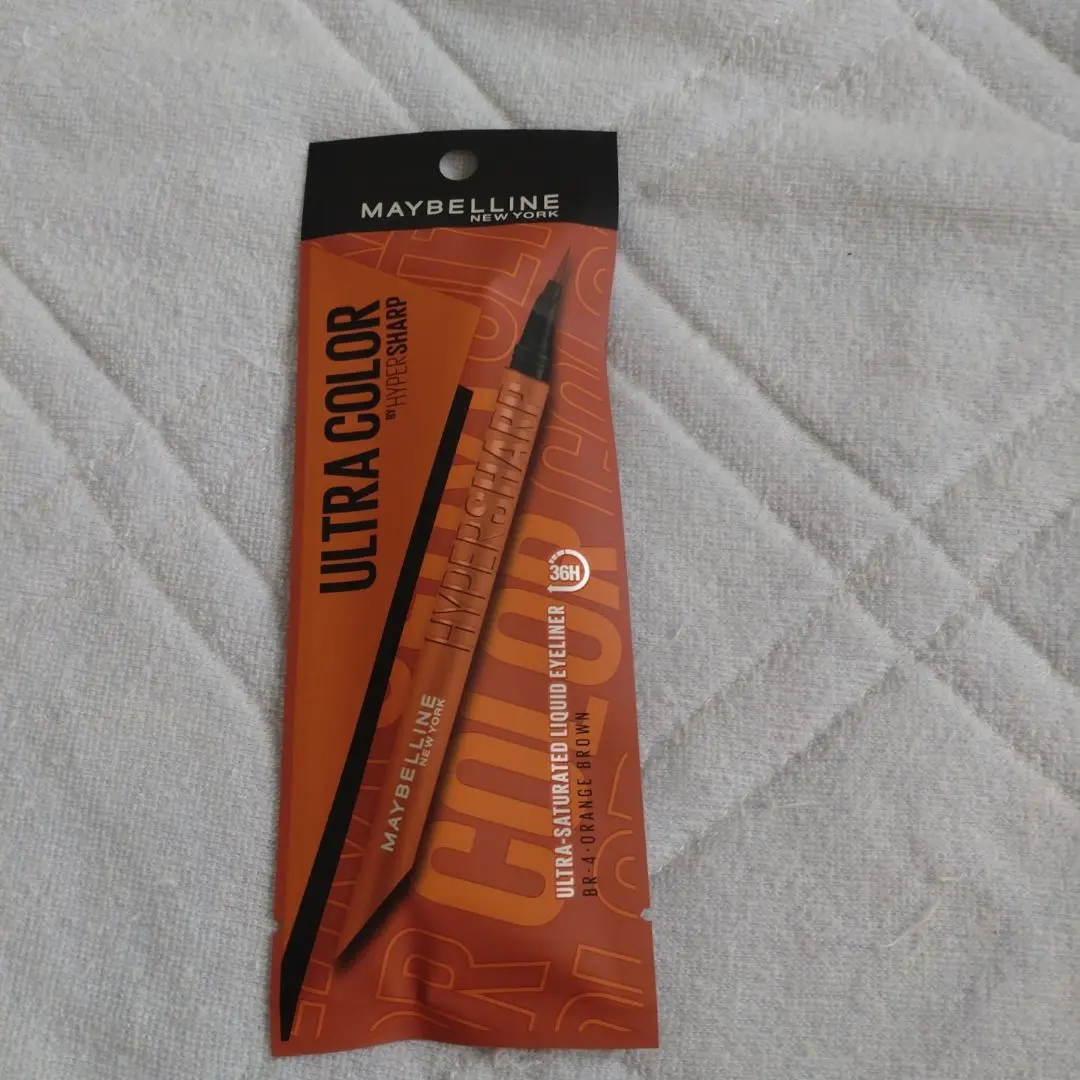 MAYBELLINE
NEW YORK
ULTRA COLOR
BY HYPERSHARP
HYPERSHARP
MAYBELLINE
NEW YORK
36H
ULTRA-SATURATED LIQUID EYELINER
BR-4·ORANGE BROWN
COLOR